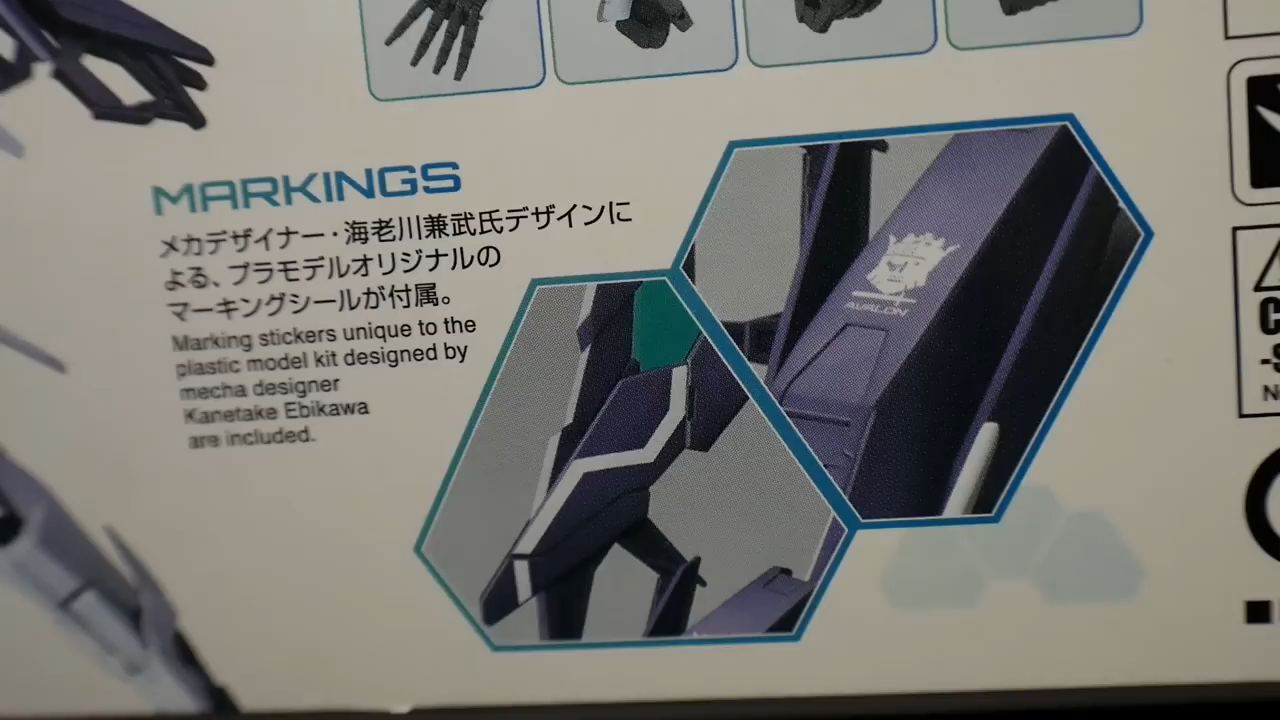 MARKINGS
メカデザイナー・海老川兼武氏デザインに
よる、プラモデルオリジナルの
マーキングシールが付属。
Marking stickers unique to the
plastic model kit designed by
mecha designer
Kanetake Ebikawa
are included.
AVALON